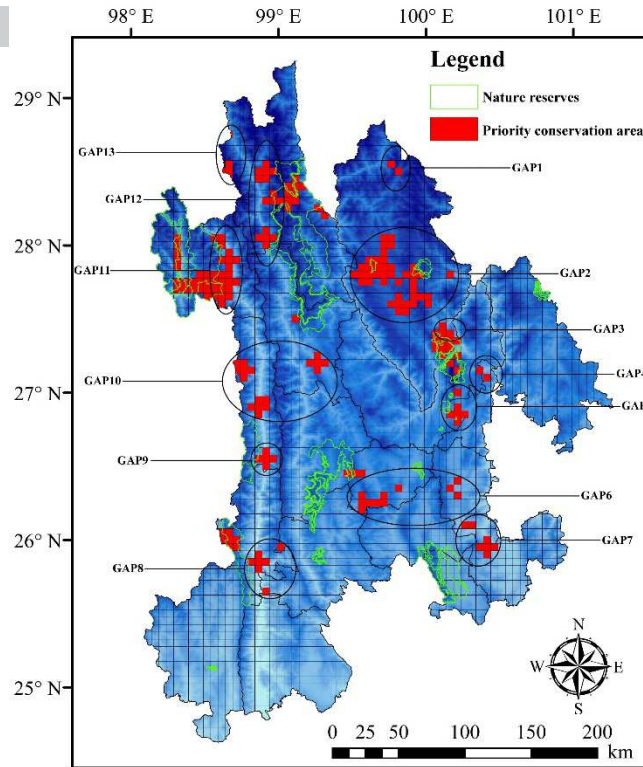 98° E 99° E 100° E 101° E
Legend
Nature reserves
Priority conservation area
29° N
28° N
27° N
26° N
25° N
GAP13
GAP12
GAP11
GAP10
GAP9
GAP8
GAP1
GAP2
GAP3
GAP4
GAP6
GAP7
N
W E
S
0 25 50 100 150 200
km